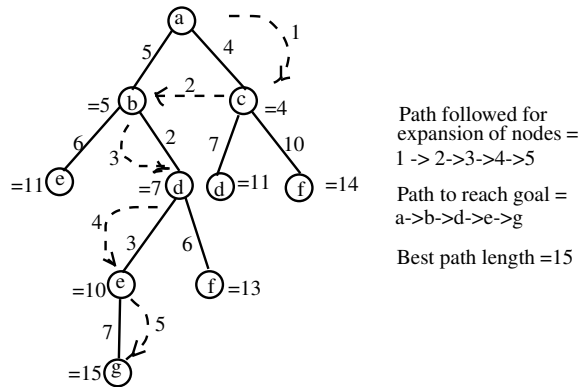 a
1
5
4
2
=5 b
c =4
6
2
7
10
3
=11 e
=7 d
d =11
f =14
4
3
6
=10 e
f =13
7
5
=15 g
Path followed for
expansion of nodes =
1 -> 2->3->4->5
Path to reach goal =
a->b->d->e->g
Best path length =15